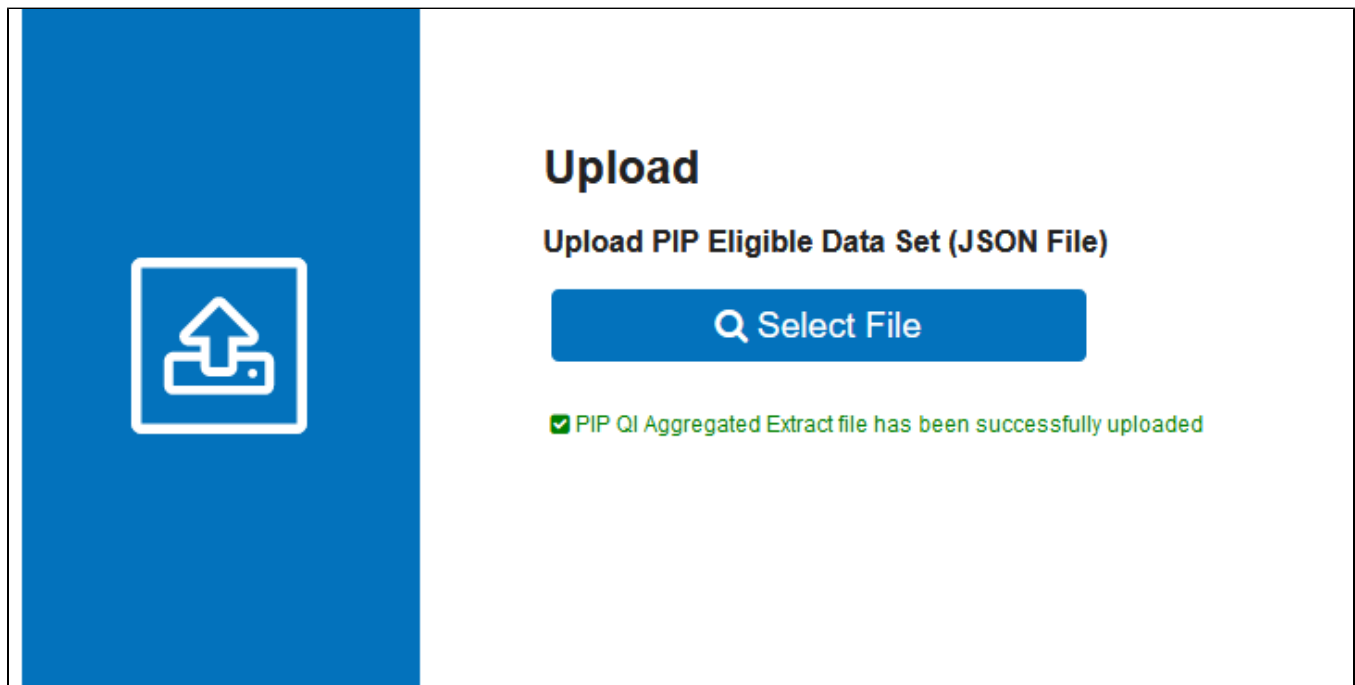 Upload
Upload PIP Eligible Data Set (JSON File)
Select File
PIP QI Aggregated Extract file has been successfully uploaded